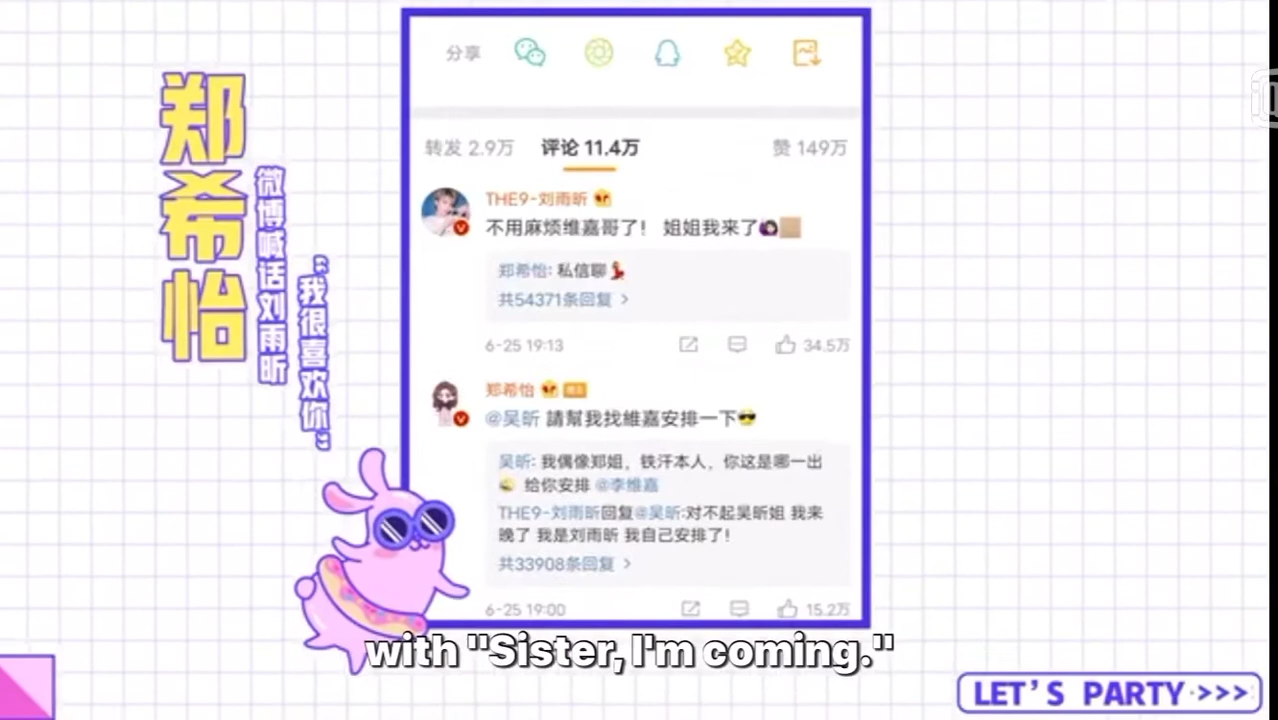 郑希怡
微博喊话刘雨昕
“我很喜欢你”
分享
转发 2.9万 评论 11.4万 赞 149万
THE9-刘雨昕
不用麻烦维嘉哥了! 姐姐我来了
郑希怡: 私信聊
共54371条回复 >
6-25 19:13 34.5万
郑希怡
@吴昕 請幫我找維嘉安排一下
吴昕: 我偶像郑姐, 铁汗本人, 你这是哪一出
给你安排 @李维嘉
THE9-刘雨昕回复@吴昕:对不起吴昕姐 我来
晚了 我是刘雨昕 我自己安排了!
共33908条回复 >
6-25 19:00 15.2万
with "Sister, I'm coming."
LET'S PARTY >>>>